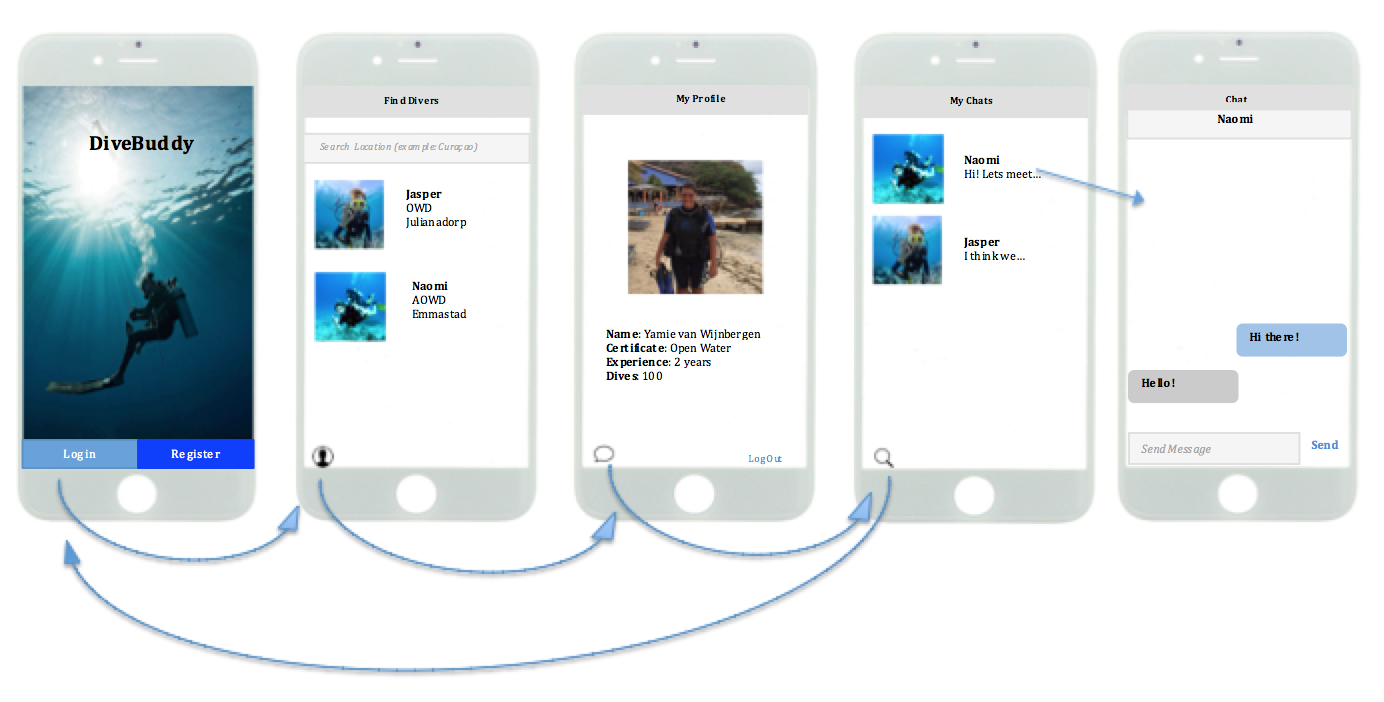 DiveBuddy
Login
Register
Find Divers
Search Location (example: Curaçao)
Jasper
OWD
Julianadorp
Naomi
AOWD
Emmastad
My Profile
Name: Yamie van Wijnbergen
Certificate: Open Water
Experience: 2 years
Dives: 100
Log Out
My Chats
Naomi
Hi! Lets meet...
Jasper
I think we...
Chat
Naomi
Hi there!
Hello!
Send Message
Send